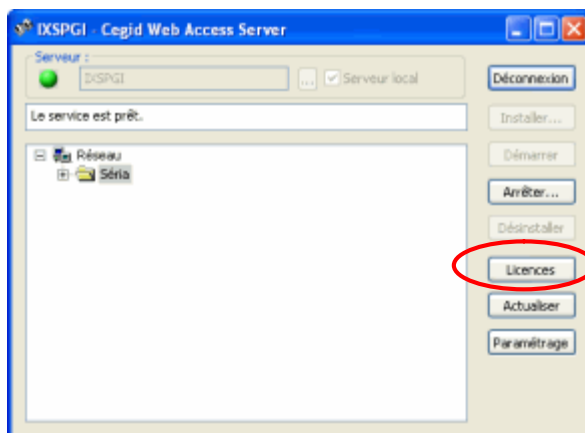 IXSPGI - Cegid Web Access Server
Serveur :
IXSPGI ... Serveur local
Déconnexion
Le service est prêt.
Installer...
Réseau
Séria
Démarrer
Arrêter...
Désinstaller
Licences
Actualiser
Paramétrage